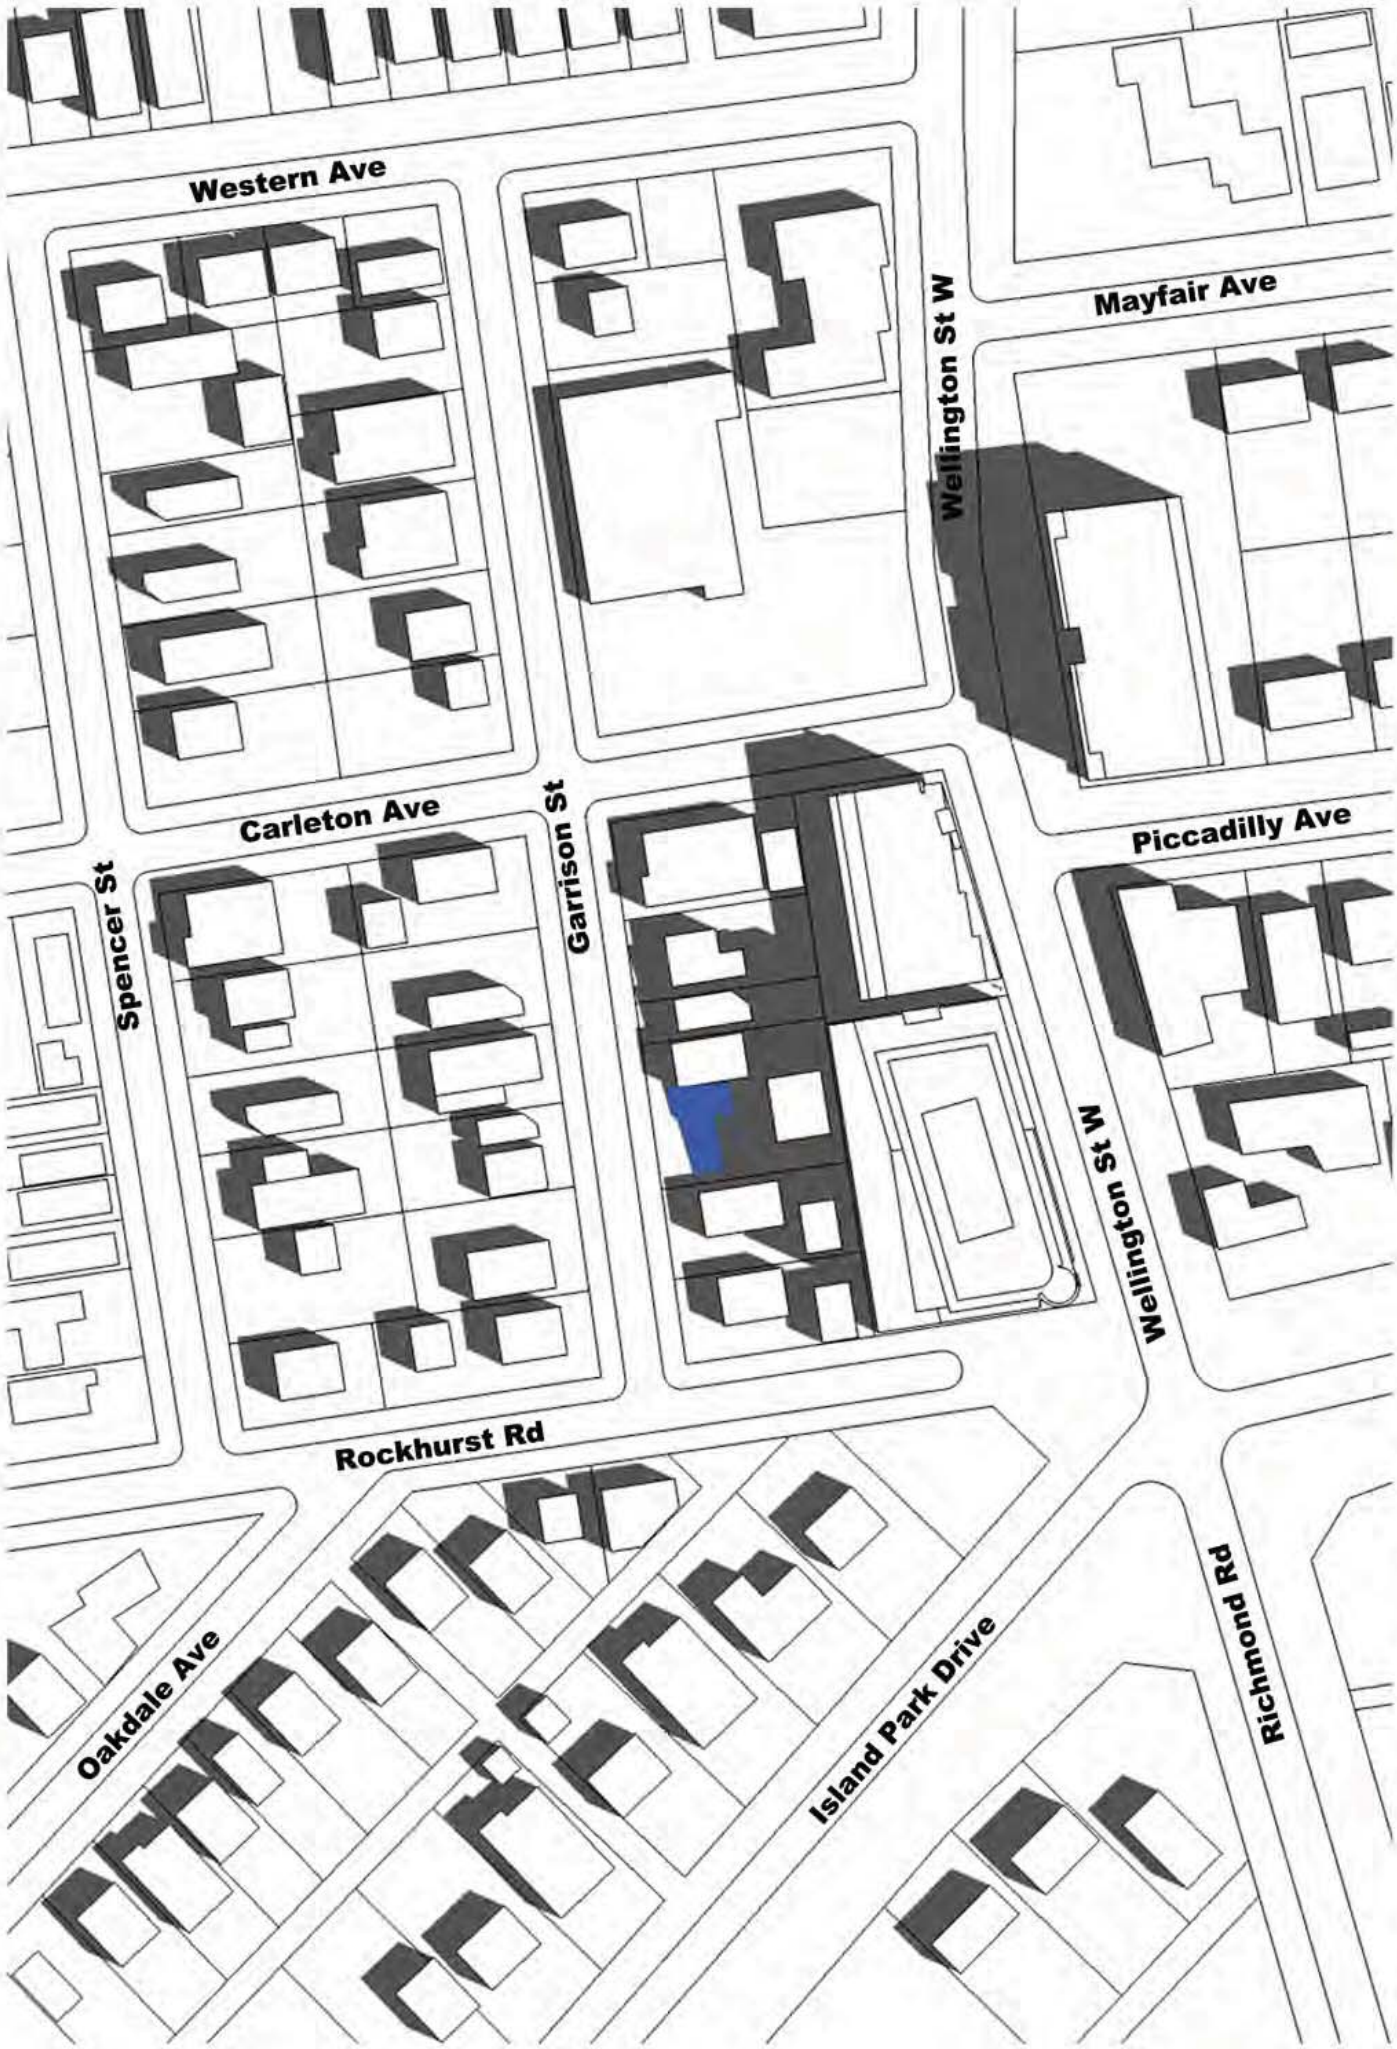 Western Ave
Mayfair Ave
Wellington St W
Carleton Ave
Garrison St
Piccadilly Ave
Spencer St
Wellington St W
Rockhurst Rd
Oakdale Ave
Island Park Drive
Richmond Rd